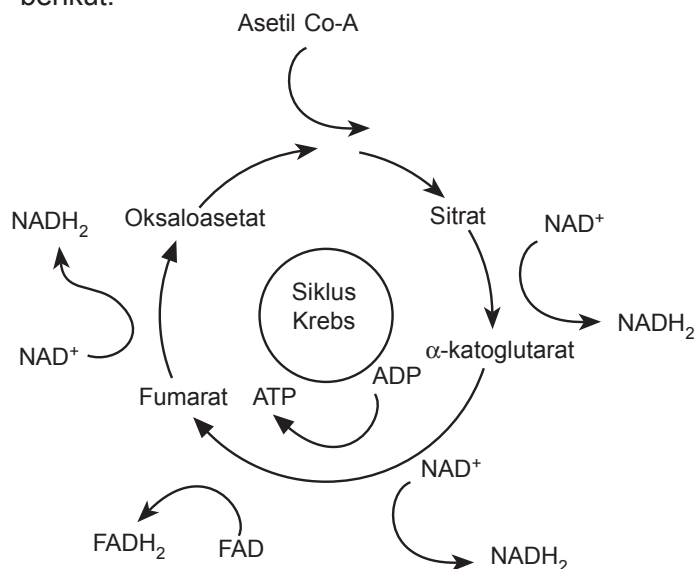 berikut.
Asetil Co-A
Oksaloasetat
Sitrat
NADH₂
NAD⁺
Siklus
Krebs
NADH₂
NAD⁺
α-katoglutarat
ADP
Fumarat
ATP
NAD⁺
FADH₂
FAD
NADH₂